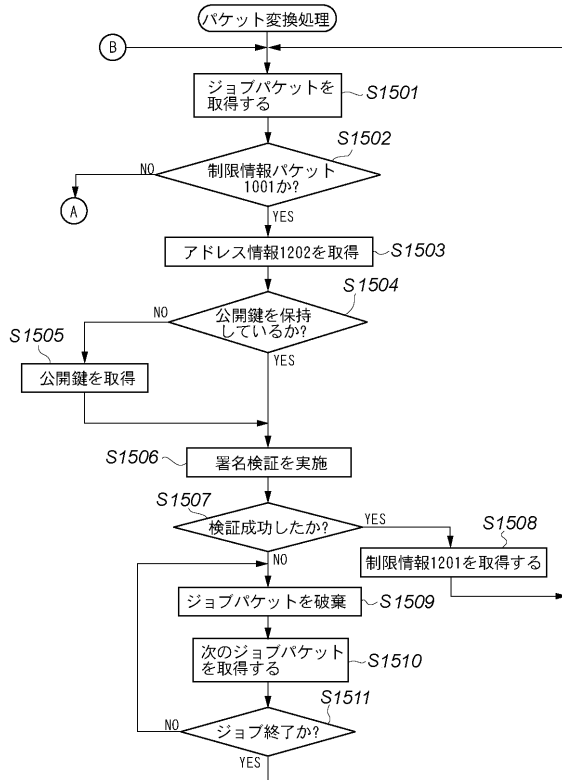 パケット変換処理
B
ジョブパケットを
取得する
S1501
S1502
制限情報パケット
1001か?
NO
A
YES
アドレス情報1202を取得
S1503
S1504
公開鍵を保持
しているか?
NO
S1505
公開鍵を取得
YES
S1506
署名検証を実施
S1507
検証成功したか?
YES
S1508
制限情報1201を取得する
NO
ジョブパケットを破棄
S1509
次のジョブパケット
を取得する
S1510
S1511
ジョブ終了か?
NO
YES